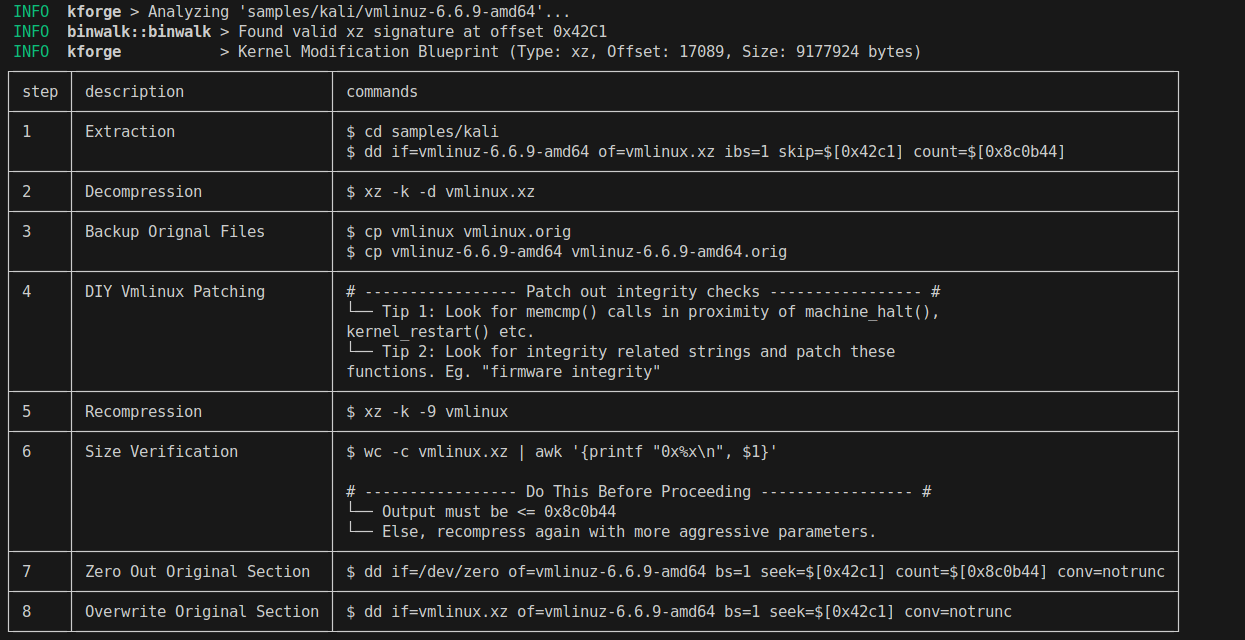 INFO kforge > Analyzing 'samples/kali/vmlinuz-6.6.9-amd64'...
INFO binwalk::binwalk > Found valid xz signature at offset 0x42C1
INFO kforge > Kernel Modification Blueprint (Type: xz, Offset: 17089, Size: 9177924 bytes)
step description commands
1 Extraction $ cd samples/kali
$ dd if=vmlinuz-6.6.9-amd64 of=vmlinux.xz ibs=1 skip=$[0x42c1] count=$[0x8c0b44]
2 Decompression $ xz -k -d vmlinux.xz
3 Backup Orignal Files $ cp vmlinux vmlinux.orig
$ cp vmlinuz-6.6.9-amd64 vmlinuz-6.6.9-amd64.orig
4 DIY Vmlinux Patching # ----------------- Patch out integrity checks ----------------- #
└── Tip 1: Look for memcmp() calls in proximity of machine_halt(),
kernel_restart() etc.
└── Tip 2: Look for integrity related strings and patch these
functions. Eg. "firmware integrity"
5 Recompression $ xz -k -9 vmlinux
6 Size Verification $ wc -c vmlinux.xz | awk '{printf "0x%x\n", $1}'
# ----------------- Do This Before Proceeding ----------------- #
└── Output must be <= 0x8c0b44
└── Else, recompress again with more aggressive parameters.
7 Zero Out Original Section $ dd if=/dev/zero of=vmlinuz-6.6.9-amd64 bs=1 seek=$[0x42c1] count=$[0x8c0b44] conv=notrunc
8 Overwrite Original Section $ dd if=vmlinux.xz of=vmlinuz-6.6.9-amd64 bs=1 seek=$[0x42c1] conv=notrunc